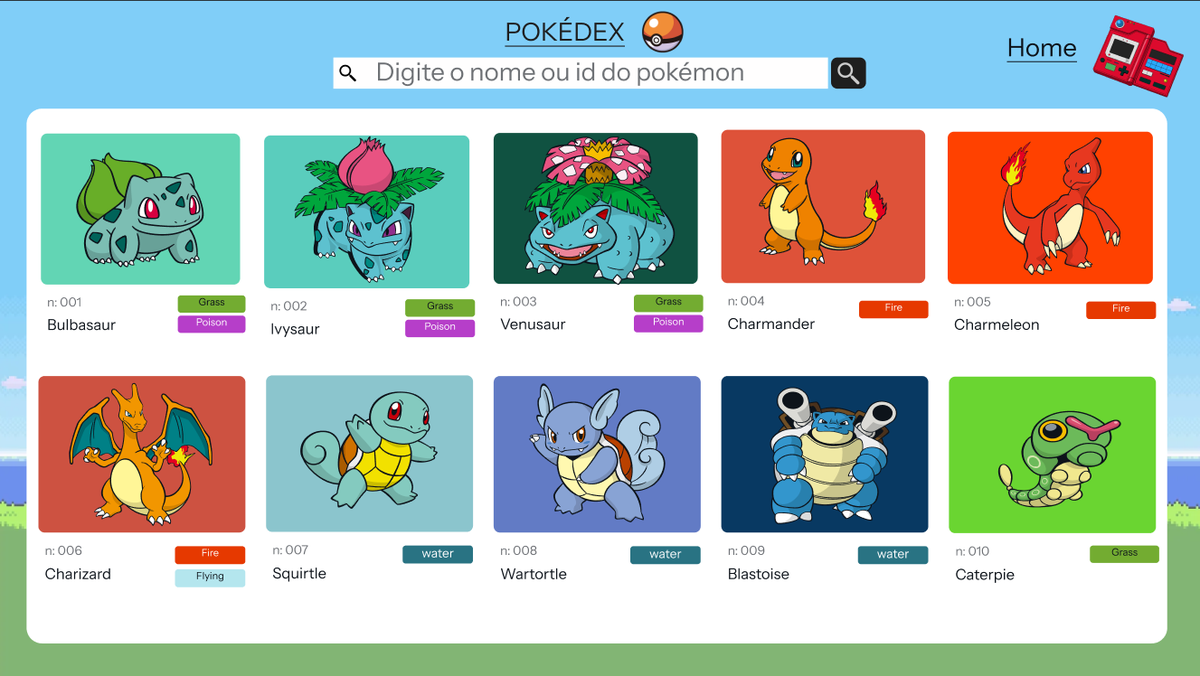 POKÉDEX
Home
Digite o nome ou id do pokémon
n: 001
Grass
Bulbasaur
Poison
n: 002
Grass
Ivysaur
Poison
n: 003
Grass
Venusaur
Poison
n: 004
Fire
Charmander
n: 005
Fire
Charmeleon
n: 006
Fire
Charizard
Flying
n: 007
water
Squirtle
n: 008
water
Wartortle
n: 009
water
Blastoise
n: 010
Grass
Caterpie